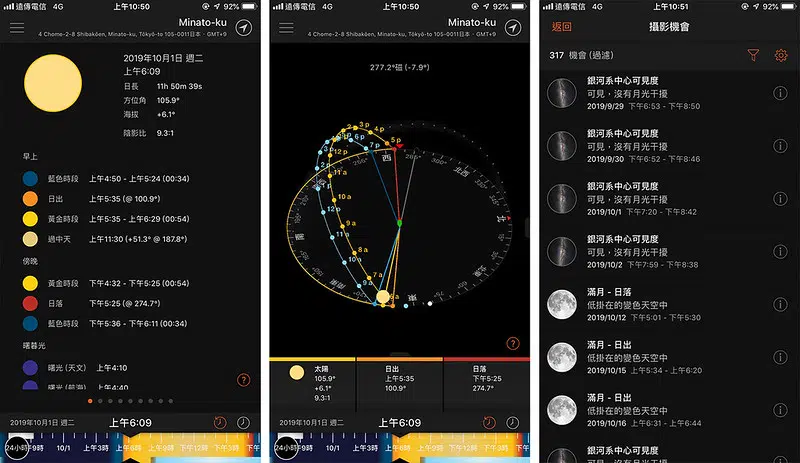 遠傳電信 4G
上午10:50
92%
Minato-ku
4 Chome-2-8 Shibakōen, Minato-ku, Tōkyō-to 105-0011日本・GMT+9
2019年10月1日 週二
上午6:09
日長 11h 50m 39s
方位角 105.9°
海拔 +6.1°
陰影比 9.3:1
早上
藍色時段 上午4:50 - 上午5:24 (00:34)
日出 上午5:35 (@ 100.9°)
黃金時段 上午5:35 - 上午6:29 (00:54)
過中天 上午11:30 (+51.3° @ 187.8°)
傍晚
黃金時段 下午4:32 - 下午5:25 (00:54)
日落 下午5:25 (@ 274.7°)
藍色時段 下午5:36 - 下午6:11 (00:34)
曙暮光
曙光 (天文) 上午4:10
曙光 (航海) 上午4:40
?
2019年10月1日 週二
上午6:09
24小時
午9時 10/1 上午3時 上午6時 上午9時 下午12時 下午3時
遠傳電信 4G
上午10:50
92%
Minato-ku
4 Chome-2-8 Shibakōen, Minato-ku, Tōkyō-to 105-0011日本・GMT+9
277.2°磁 (-7.9°)
2 p
3 p
4 p
5 p
7 p
12 p
11 a
10 a
9 a
8 a
7 a
9 p
11 p
12 a
西
285°
西北
北
東北
東
東南
南
?
太陽
105.9°
+6.1°
9.3:1
日出
上午5:35
100.9°
日落
下午5:25
274.7°
2019年10月1日 週二
上午6:09
24小時
午9時 10/1 上午3時 上午6時 上午9時 下午12時 下午3時
遠傳電信 4G
上午10:51
92%
返回
攝影機會
317 機會 (過濾)
銀河系中心可見度
可見，沒有月光干擾
2019/9/29 下午6:53 - 下午8:50
銀河系中心可見度
可見，沒有月光干擾
2019/9/30 下午6:52 - 下午8:46
銀河系中心可見度
可見，沒有月光干擾
2019/10/1 下午7:20 - 下午8:42
銀河系中心可見度
可見，沒有月光干擾
2019/10/2 下午7:59 - 下午8:38
滿月 - 日落
低掛在的變色天空中
2019/10/12 下午5:01 - 下午5:30
滿月 - 日出
低掛在的變色天空中
2019/10/15 上午5:34 - 上午6:20
滿月 - 日出
低掛在的變色天空中
2019/10/16 上午6:31 - 上午6:44
銀河系中心可見度
可見，沒有月光干擾